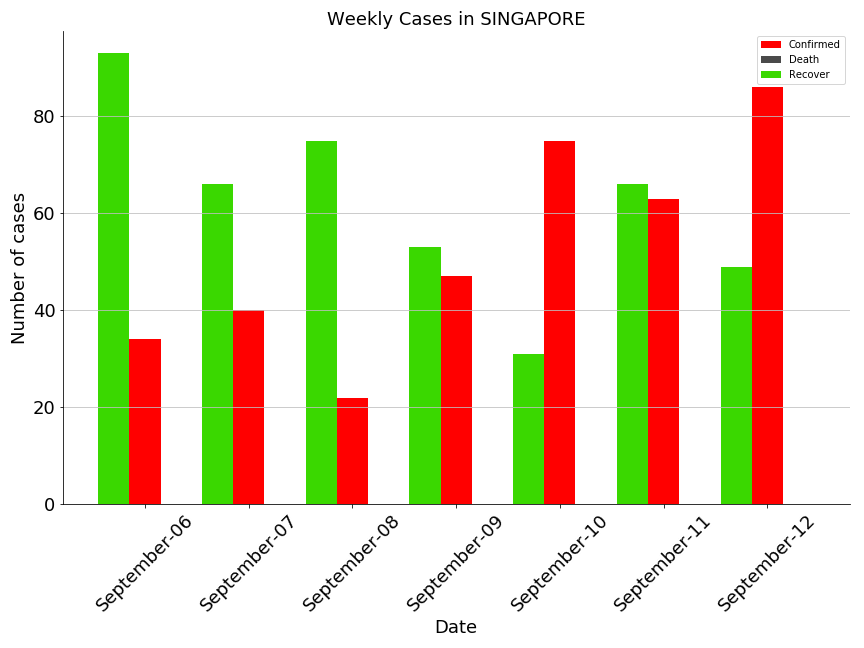 Weekly Cases in SINGAPORE
Confirmed
Death
Recover
Number of cases
80
60
40
20
0
September-06
September-07
September-08
September-09
September-10
September-11
September-12
Date